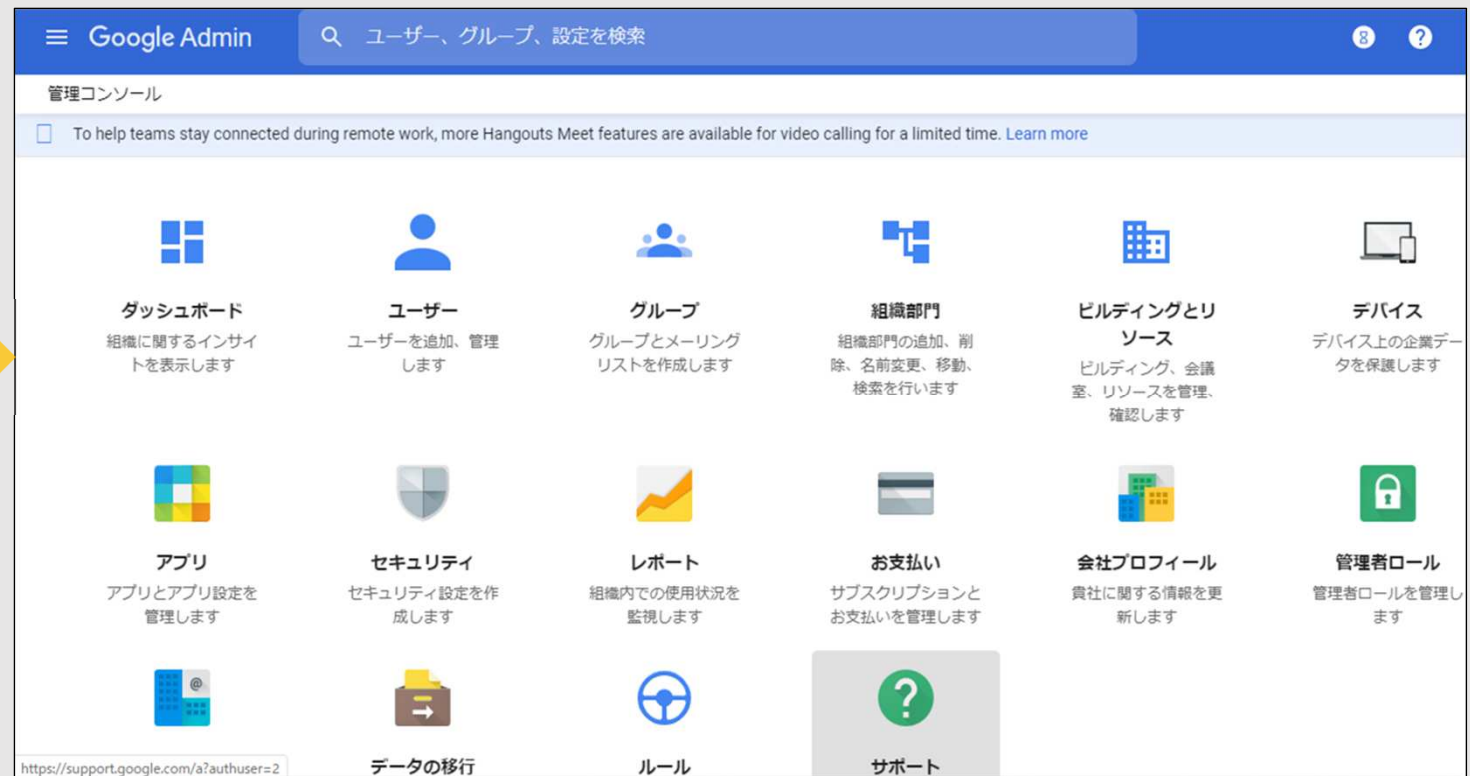 Google Admin
ユーザー、グループ、設定を検索
8
?
管理コンソール
To help teams stay connected during remote work, more Hangouts Meet features are available for video calling for a limited time. Learn more
ダッシュボード
組織に関するインサイ
トを表示します
ユーザー
ユーザーを追加、管理
します
グループ
グループとメーリング
リストを作成します
組織部門
組織部門の追加、削
除、名前変更、移動、
検索を行います
ビルディングとリ
ソース
ビルディング、会議
室、リソースを管理、
確認します
デバイス
デバイス上の企業デー
タを保護します
アプリ
アプリとアプリ設定を
管理します
セキュリティ
セキュリティ設定を作
成します
レポート
組織内での使用状況を
監視します
お支払い
サブスクリプションと
お支払いを管理します
会社プロフィール
貴社に関する情報を更
新します
管理者ロール
管理者ロールを管理し
ます
@
?
データの移行
ルール
サポート
https://support.google.com/a?authuser=2